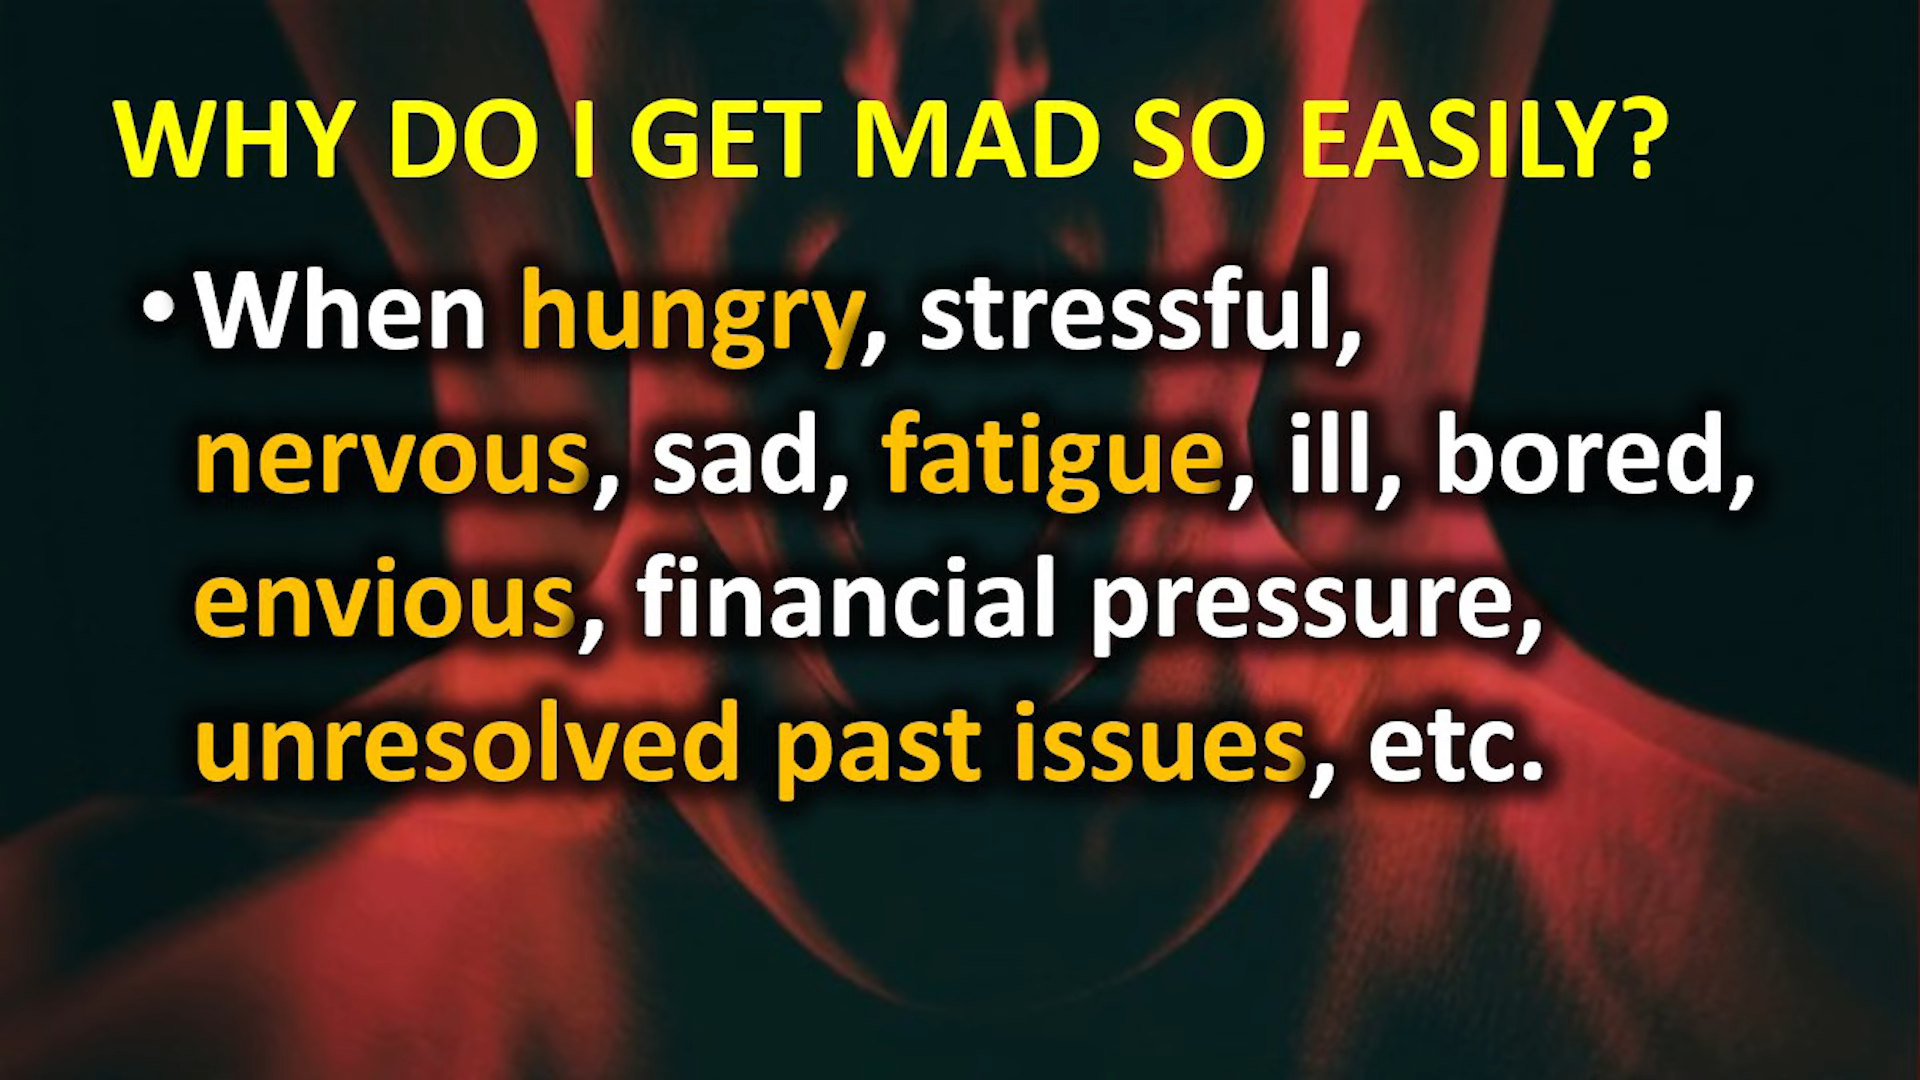 WHY DO I GET MAD SO EASILY?
• When hungry, stressful,
nervous, sad, fatigue, ill, bored,
envious, financial pressure,
unresolved past issues, etc.